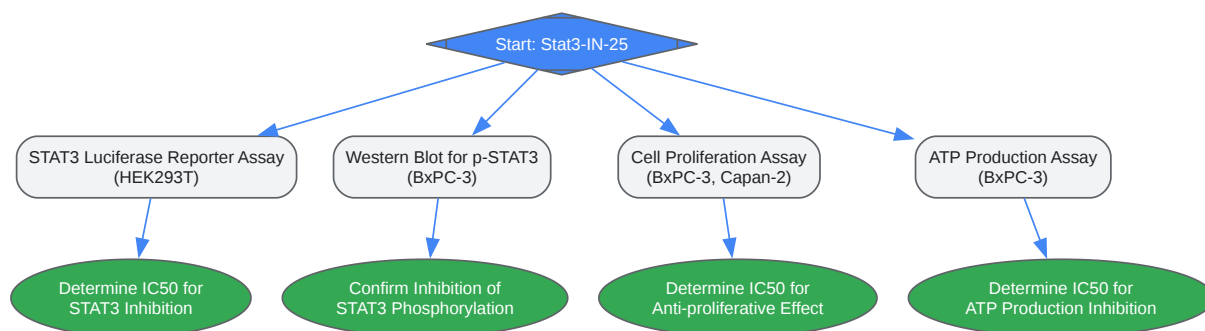 Start: Stat3-IN-25
STAT3 Luciferase Reporter Assay
(HEK293T)
Western Blot for p-STAT3
(BxPC-3)
Cell Proliferation Assay
(BxPC-3, Capan-2)
ATP Production Assay
(BxPC-3)
Determine IC50 for
STAT3 Inhibition
Confirm Inhibition of
STAT3 Phosphorylation
Determine IC50 for
Anti-proliferative Effect
Determine IC50 for
ATP Production Inhibition